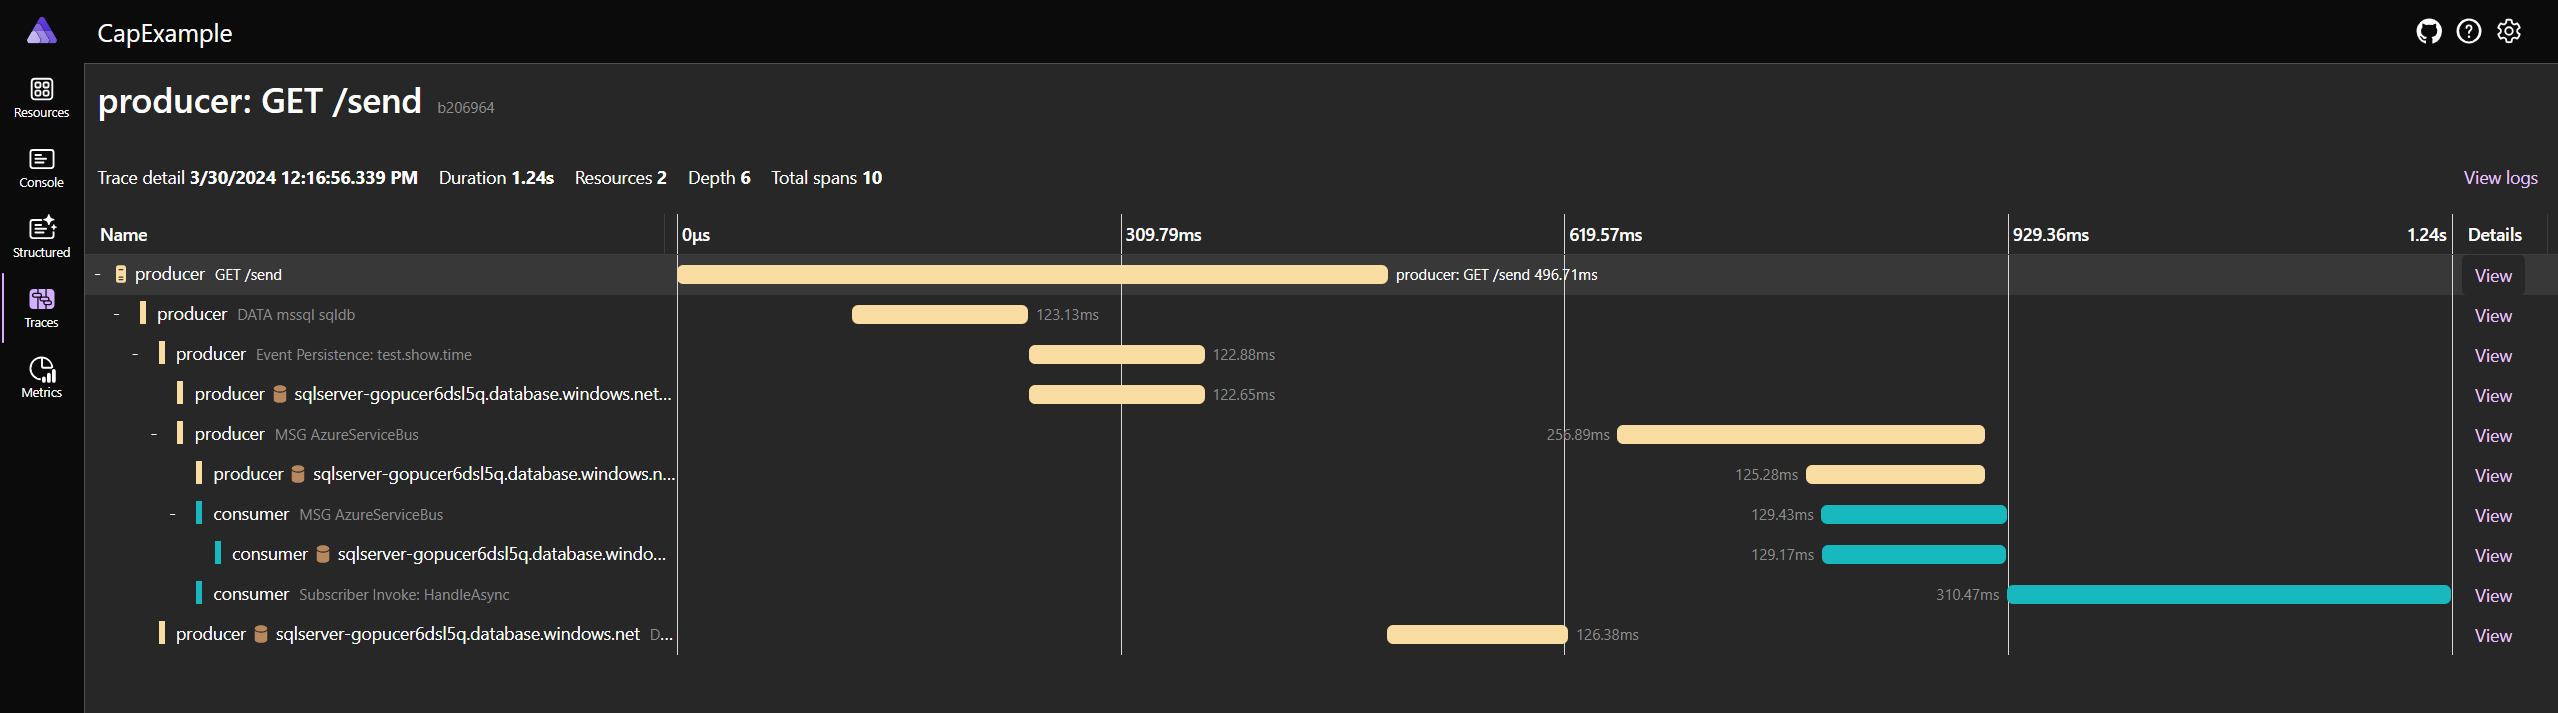 CapExample
Resources
Console
Structured
Traces
Metrics
producer: GET /send b206964
Trace detail 3/30/2024 12:16:56.339 PM Duration 1.24s Resources 2 Depth 6 Total spans 10 View logs
Name 0µs 309.79ms 619.57ms 929.36ms 1.24s Details
- producer GET /send producer: GET /send 496.71ms View
- producer DATA mssql sqldb 123.13ms View
- producer Event Persistence: test.show.time 122.88ms View
producer sqlserver-gopucer6dsl5q.database.windows.net... 122.65ms View
- producer MSG AzureServiceBus 256.89ms View
producer sqlserver-gopucer6dsl5q.database.windows.n... 125.28ms View
- consumer MSG AzureServiceBus 129.43ms View
consumer sqlserver-gopucer6dsl5q.database.windo... 129.17ms View
consumer Subscriber Invoke: HandleAsync 310.47ms View
producer sqlserver-gopucer6dsl5q.database.windows.net D... 126.38ms View